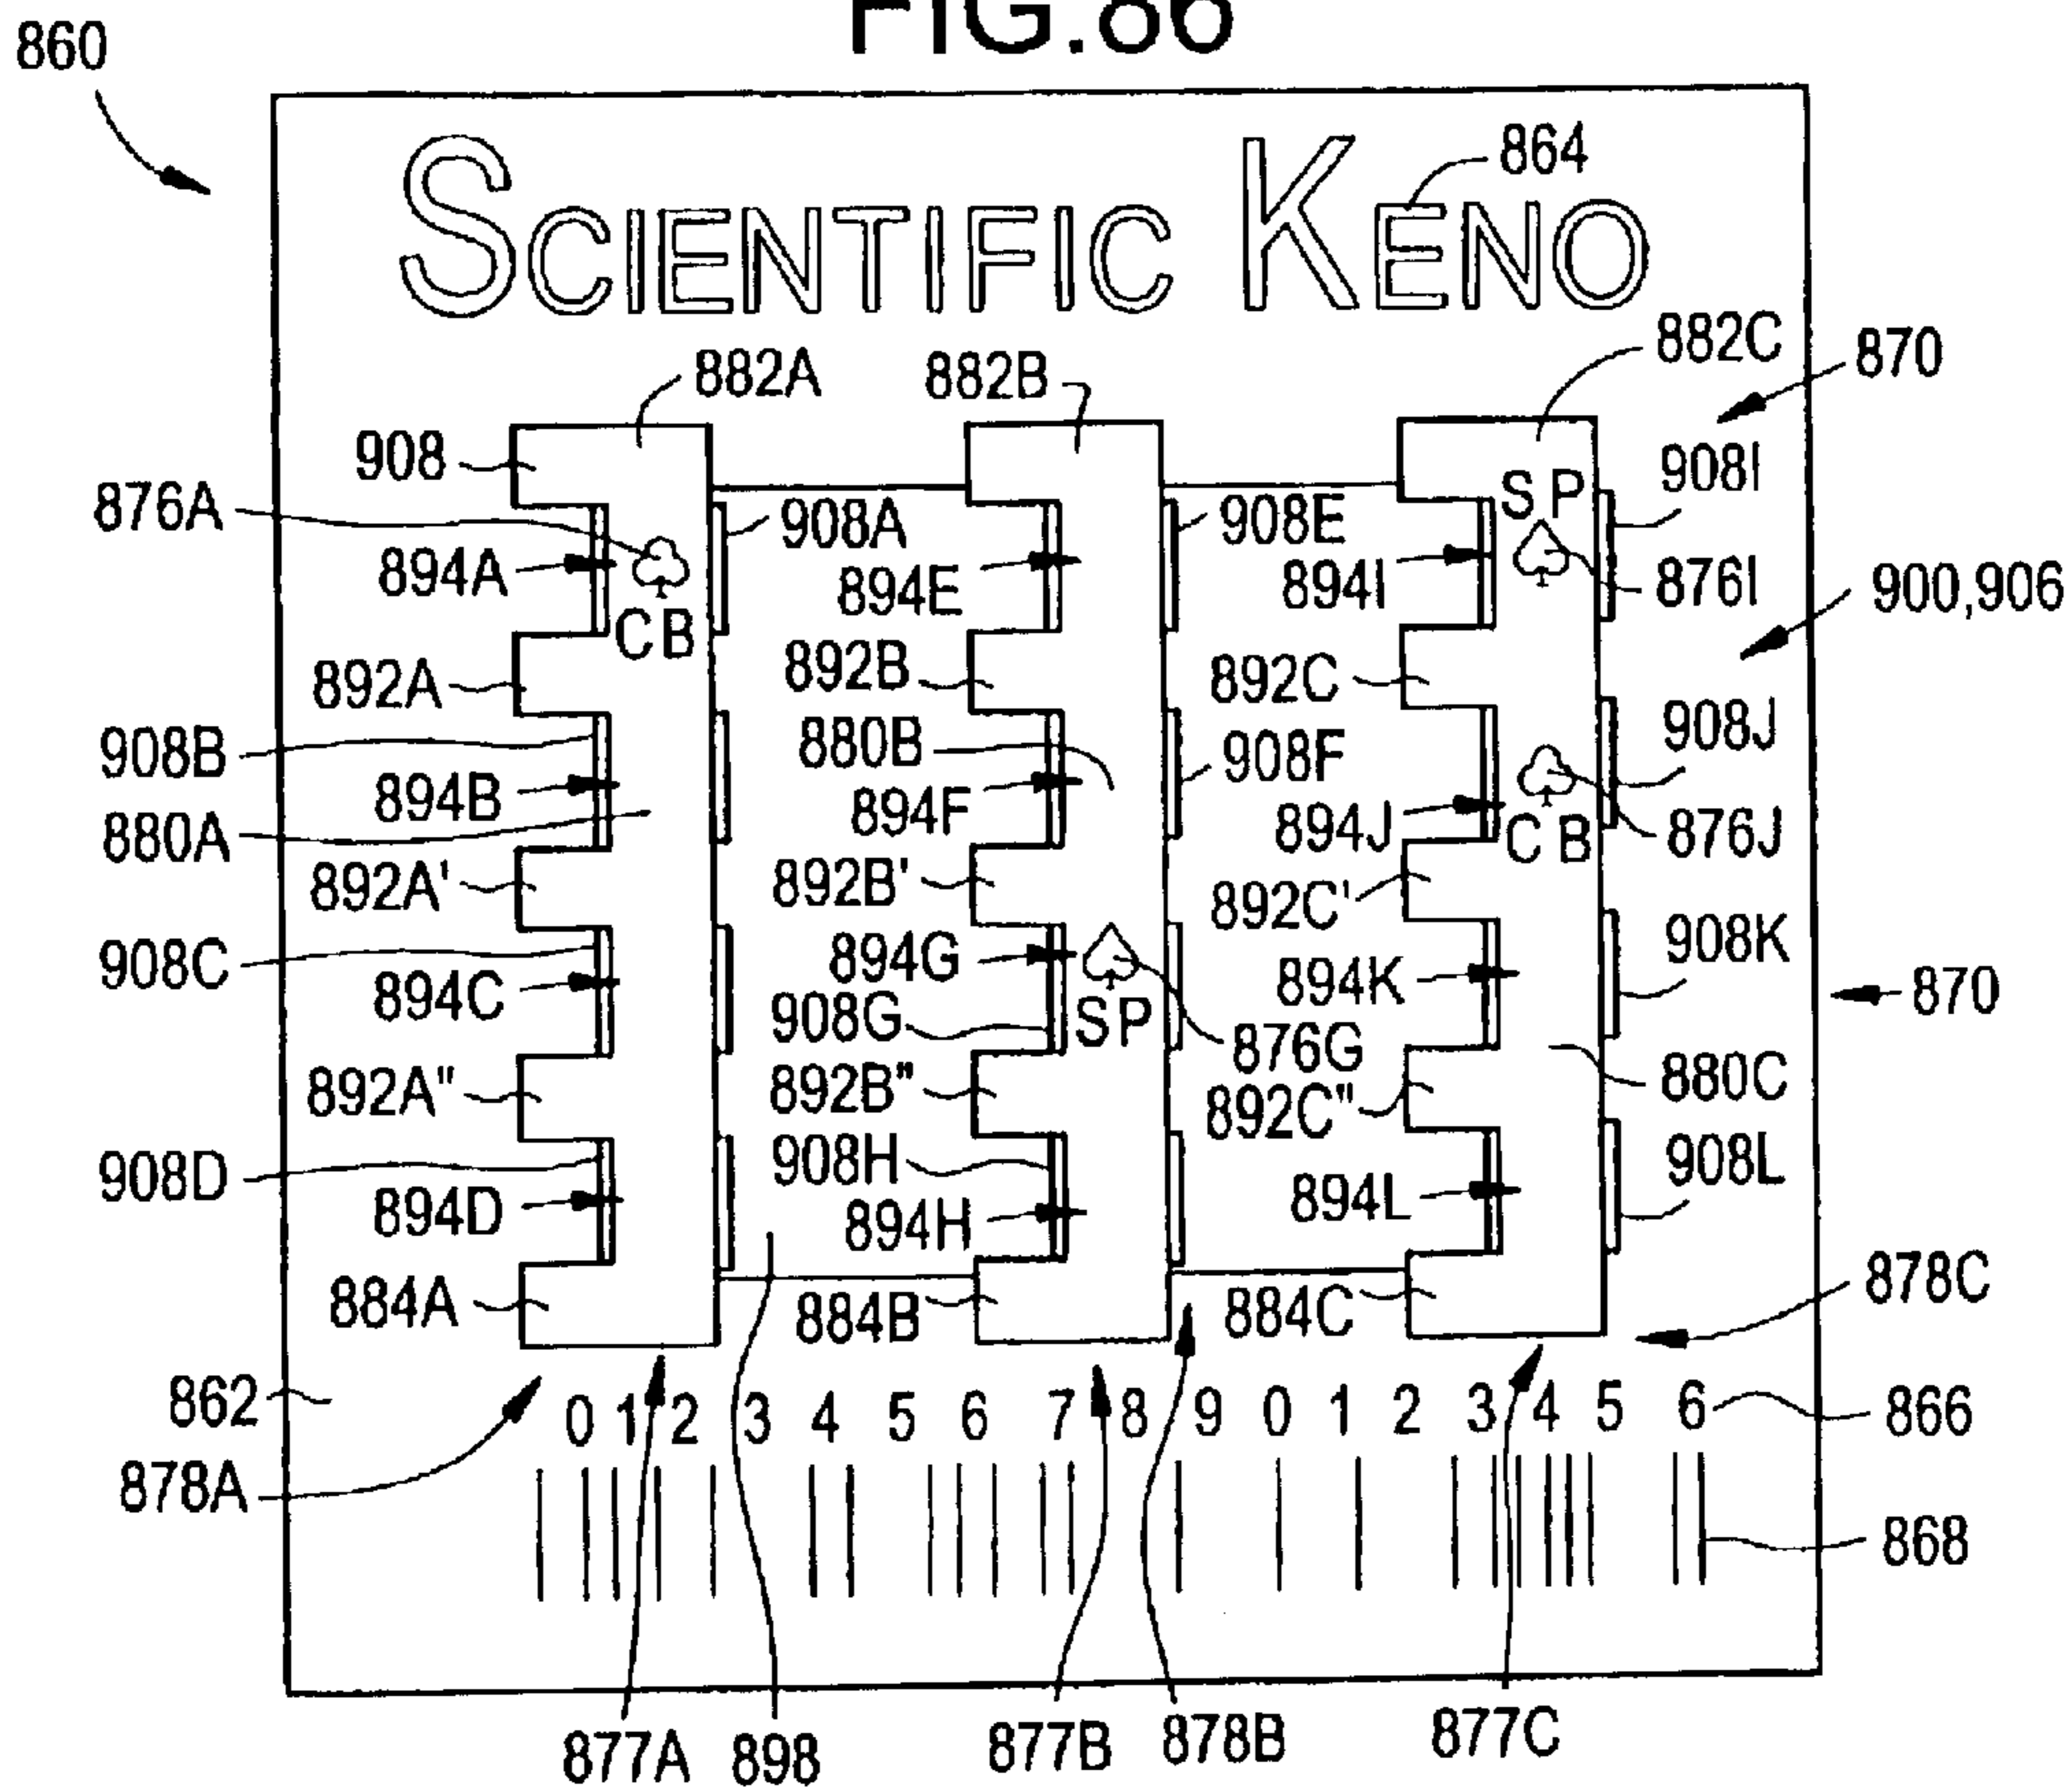 FIG.86
860
SCIENTIFIC KENO
864
882A 882B 882C 870
908 SP 908I
876A 908A 908E
894A CB 894E 894I 876I 900,906
892A 892B 892C
908B 880B 908F 908J
894B 894F 894J CB
880A 876J
892A' 892B' 892C'
908C 894G 908K
894C 894K 870
908G SP 876G
892A" 892B" 892C" 880C
908D 908H 908L
894D 894H 894L
884A 884B 884C 878C
862 0 1 2 3 4 5 6 7 8 9 0 1 2 3 4 5 6 866
878A
868
877A 898 877B 878B 877C